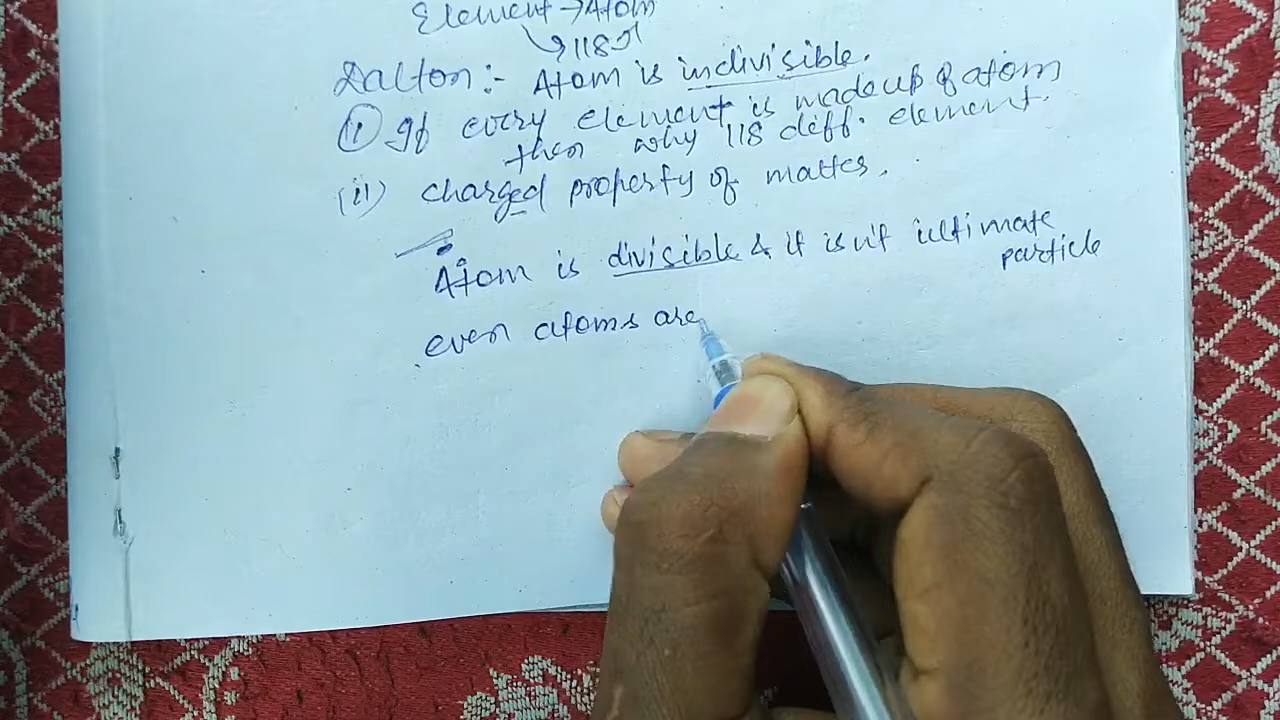 Element → Atom
↳ 118
Dalton :- Atom is indivisible.
(i) If every element is made up of atom
then why 118 diff. element.
(ii) charged property of matter.
Atom is divisible & it isn't ultimate
particle
even atoms are